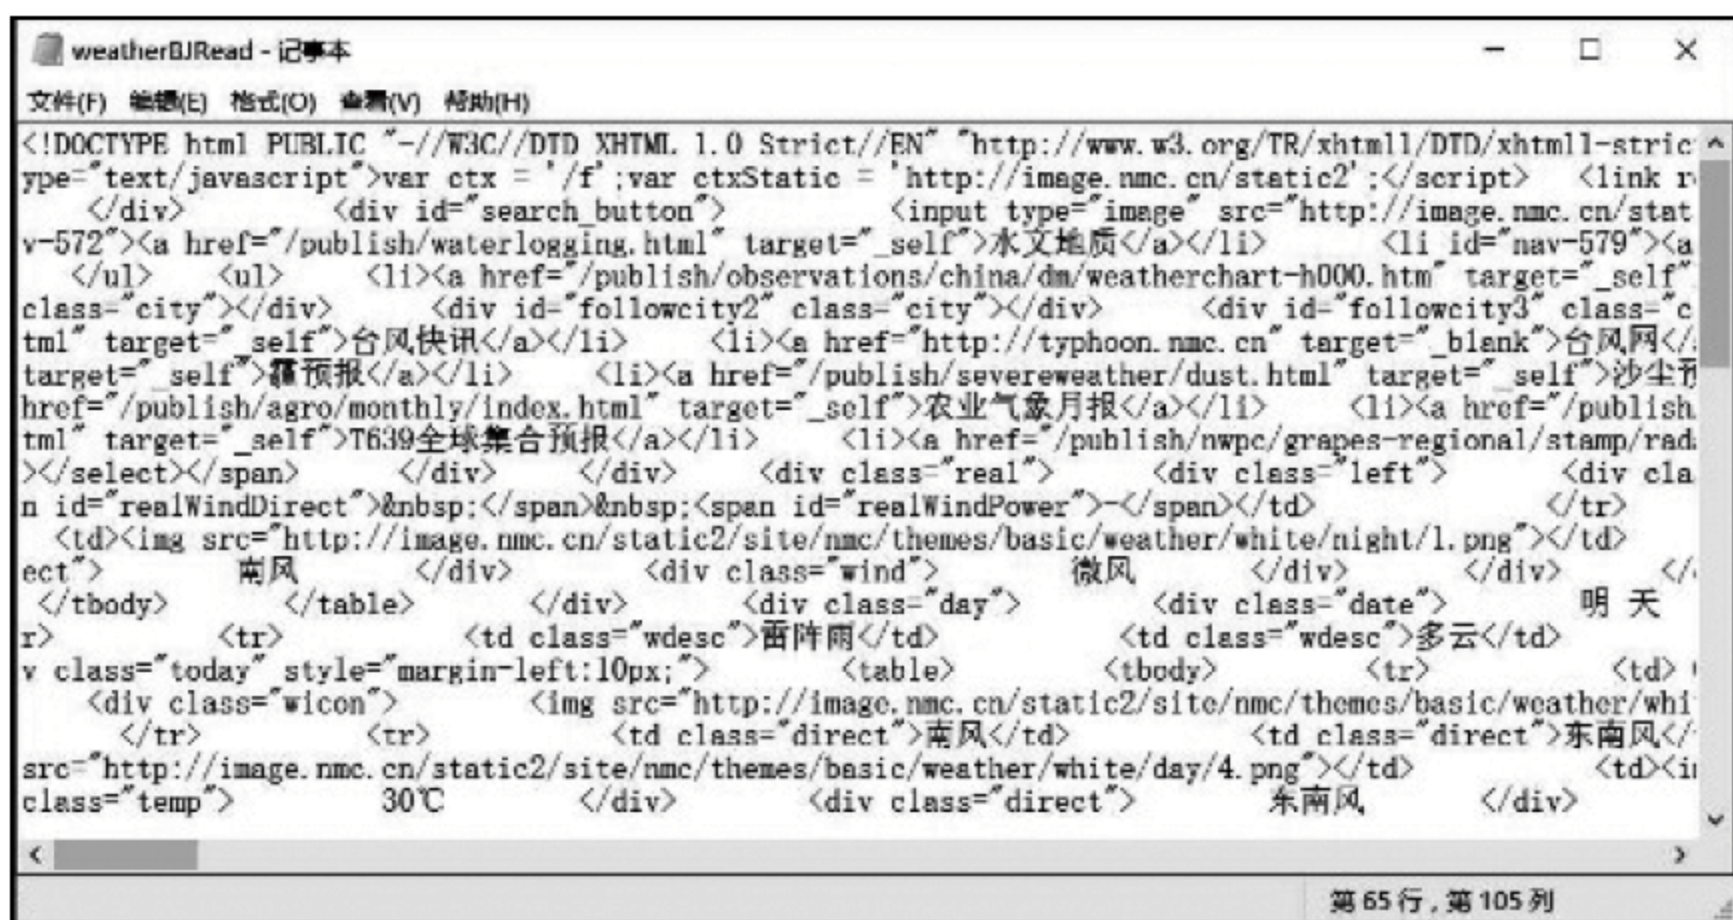 weatherBJRead - 记事本
文件(F) 编辑(E) 格式(O) 查看(V) 帮助(H)
<!DOCTYPE html PUBLIC "-//W3C//DTD XHTML 1.0 Strict//EN" "http://www.w3.org/TR/xhtml1/DTD/xhtml1-stric
ype="text/javascript">var ctx = '/f';var ctxStatic = 'http://image.nmc.cn/static2';</script> <link r
</div> <div id="search_button"> <input type="image" src="http://image.nmc.cn/stat
v-572"><a href="/publish/waterlogging.html" target="_self">水文地质</a></li> <li id="nav-579"><a
</ul> <ul> <li><a href="/publish/observations/china/dm/weatherchart-h000.htm" target="_self"
class="city"></div> <div id="followcity2" class="city"></div> <div id="followcity3" class="c
tml" target="_self">台风快讯</a></li> <li><a href="http://typhoon.nmc.cn" target="_blank">台风网</
target="_self">霾预报</a></li> <li><a href="/publish/severeweather/dust.html" target="_self">沙尘预
href="/publish/agro/monthly/index.html" target="_self">农业气象月报</a></li> <li><a href="/publish
tml" target="_self">T639全球集合预报</a></li> <li><a href="/publish/nwpc/grapes-regional/stamp/rad
></select></span> </div> </div> <div class="real"> <div class="left"> <div cla
n id="realWindDirect">&nbsp;</span>&nbsp;<span id="realWindPower">-</span></td> </tr>
<td><img src="http://image.nmc.cn/static2/site/nmc/themes/basic/weather/white/night/1.png"></td>
ect"> 南风 </div> <div class="wind"> 微风 </div> </div> </
</tbody> </table> </div> <div class="day"> <div class="date"> 明 天
r> <tr> <td class="wdesc">雷阵雨</td> <td class="wdesc">多云</td>
v class="today" style="margin-left:10px;"> <table> <tbody> <tr> <td>
<div class="wicon"> <img src="http://image.nmc.cn/static2/site/nmc/themes/basic/weather/whi
</tr> <tr> <td class="direct">南风</td> <td class="direct">东南风</
src="http://image.nmc.cn/static2/site/nmc/themes/basic/weather/white/day/4.png"></td> <td><i
class="temp"> 30℃ </div> <div class="direct"> 东南风 </div>
第 65 行，第 105 列